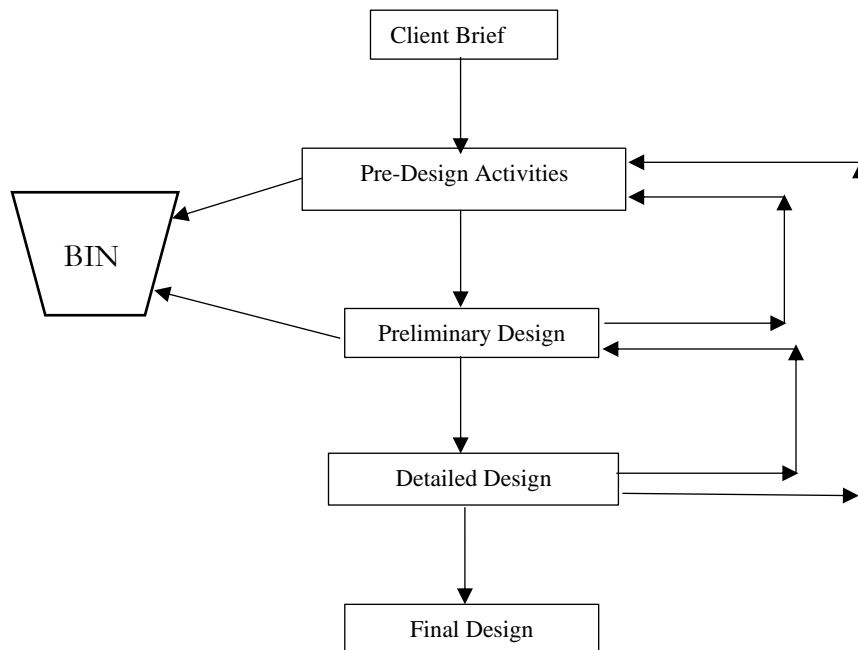 Client Brief
Pre-Design Activities
BIN
Preliminary Design
Detailed Design
Final Design